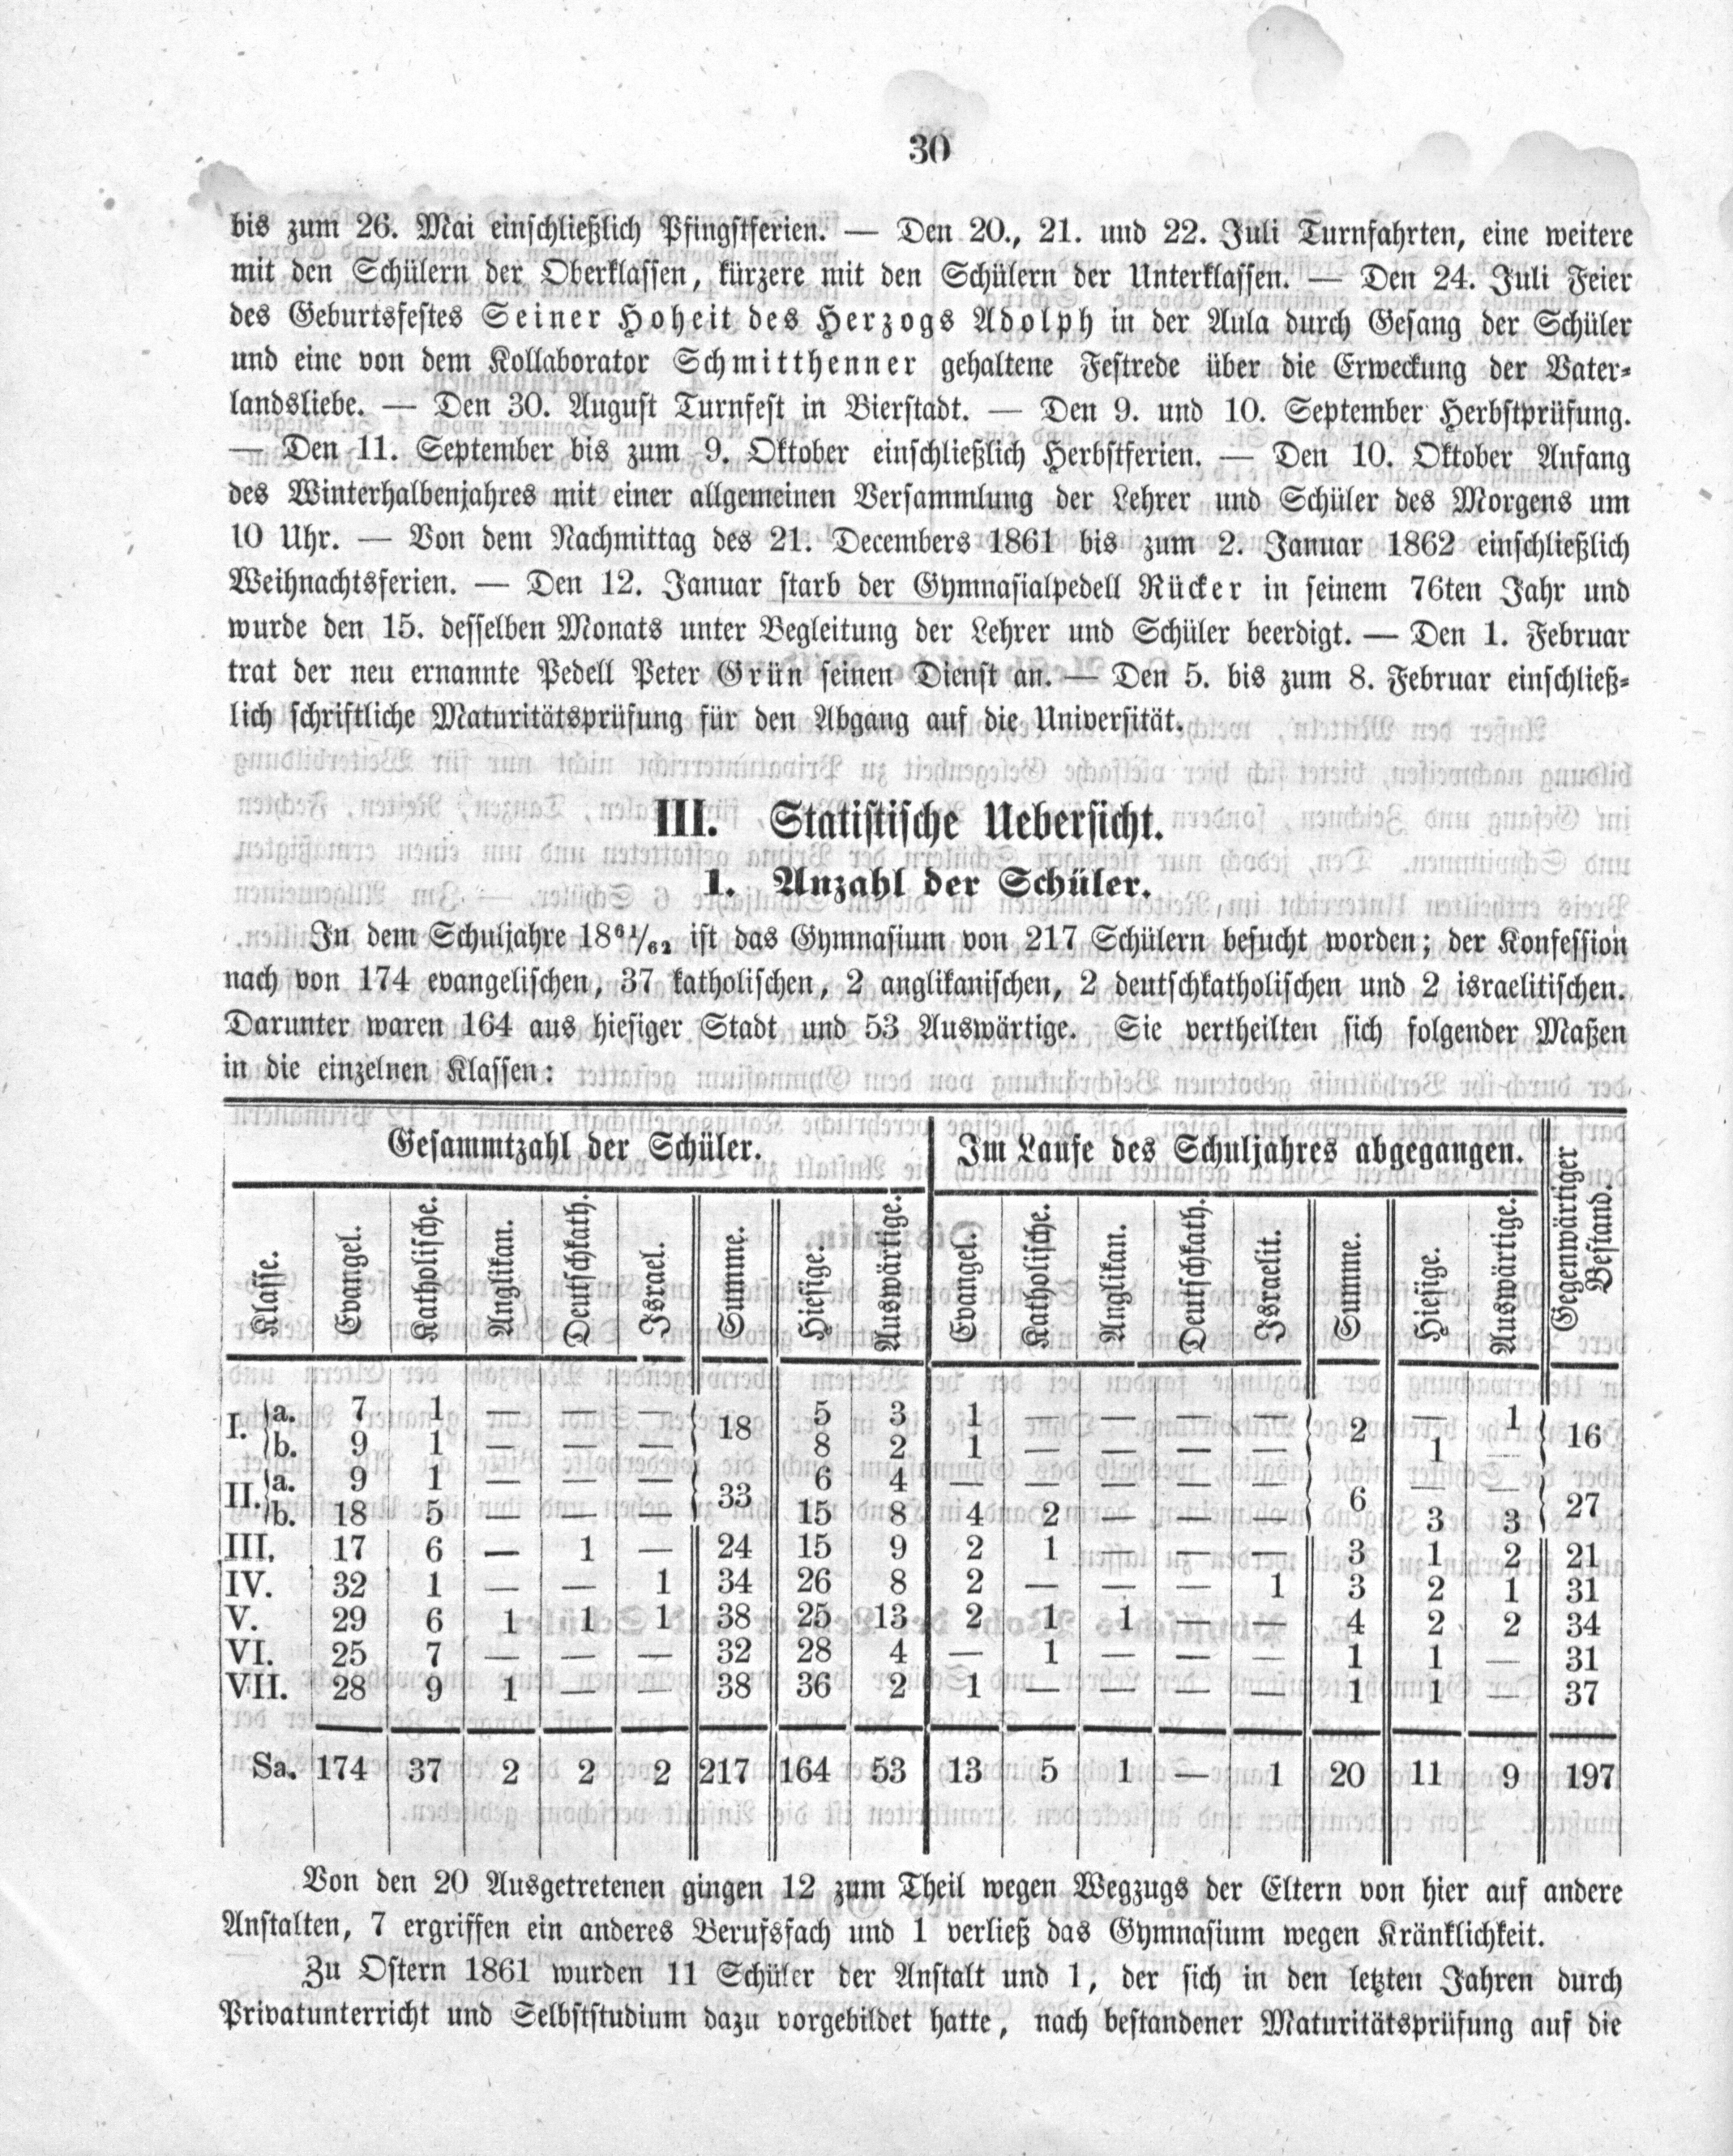 30
bis zum 26. Mai einschließlich Pfingstferien. — Den 20., 21. und 22. Juli Turnfahrten, eine weitere
mit den Schülern der Oberklassen, kürzere mit den Schülern der Unterklassen. — Den 24. Juli Feier
des Geburtsfestes Seiner Hoheit des Herzogs Adolph in der Aula durch Gesang der Schüler
und eine von dem Kollaborator Schmitthenner gehaltene Festrede über die Erweckung der Vater-
landsliebe. — Den 30. August Turnfest in Bierstadt. — Den 9. und 10. September Herbstprüfung.
— Den 11. September bis zum 9. Oktober einschließlich Herbstferien. — Den 10. Oktober Anfang
des Winterhalbenjahres mit einer allgemeinen Versammlung der Lehrer und Schüler des Morgens um
10 Uhr. — Von dem Nachmittag des 21. Decembers 1861 bis zum 2. Januar 1862 einschließlich
Weihnachtsferien. — Den 12. Januar starb der Gymnasialpedell Rücker in seinem 76ten Jahr und
wurde den 15. desselben Monats unter Begleitung der Lehrer und Schüler beerdigt. — Den 1. Februar
trat der neu ernannte Pedell Peter Grün seinen Dienst an. — Den 5. bis zum 8. Februar einschließ-
lich schriftliche Maturitätsprüfung für den Abgang auf die Universität.
III. Statistische Uebersicht.
1. Anzahl der Schüler.
In dem Schuljahre 18⁶¹/₆₂ ist das Gymnasium von 217 Schülern besucht worden; der Konfession
nach von 174 evangelischen, 37 katholischen, 2 anglikanischen, 2 deutschkatholischen und 2 israelitischen.
Darunter waren 164 aus hiesiger Stadt und 53 Auswärtige. Sie vertheilten sich folgender Maßen
in die einzelnen Klassen:
Gesammtzahl der Schüler. Im Laufe des Schuljahres abgegangen. Gegenwärtiger Bestand.
Klasse. Evangel. Katholische. Anglikan. Deutschkath. Israel. Summe. Hiesige. Auswärtige. Evangel. Katholische. Anglikan. Deutschkath. Israelit. Summe. Hiesige. Auswärtige.
I. a. 7 1 — — — 18 5 3 1 — — — — 2 — 1 16
b. 9 1 — — — 8 2 1 — — — — 1 —
II. a. 9 1 — — — 33 6 4 — — — — — 6 — — 27
b. 18 5 — — — 15 8 4 2 — — — 3 3
III. 17 6 — 1 — 24 15 9 2 1 — — — 3 1 2 21
IV. 32 1 — — 1 34 26 8 2 — — — 1 3 2 1 31
V. 29 6 1 1 1 38 25 13 2 1 1 — — 4 2 2 34
VI. 25 7 — — — 32 28 4 — 1 — — — 1 1 — 31
VII. 28 9 1 — — 38 36 2 1 — — — — 1 1 — 37
Sa. 174 37 2 2 2 217 164 53 13 5 1 — 1 20 11 9 197
Von den 20 Ausgetretenen gingen 12 zum Theil wegen Wegzugs der Eltern von hier auf andere
Anstalten, 7 ergriffen ein anderes Berufsfach und 1 verließ das Gymnasium wegen Kränklichkeit.
Zu Ostern 1861 wurden 11 Schüler der Anstalt und 1, der sich in den letzten Jahren durch
Privatunterricht und Selbststudium dazu vorgebildet hatte, nach bestandener Maturitätsprüfung auf die